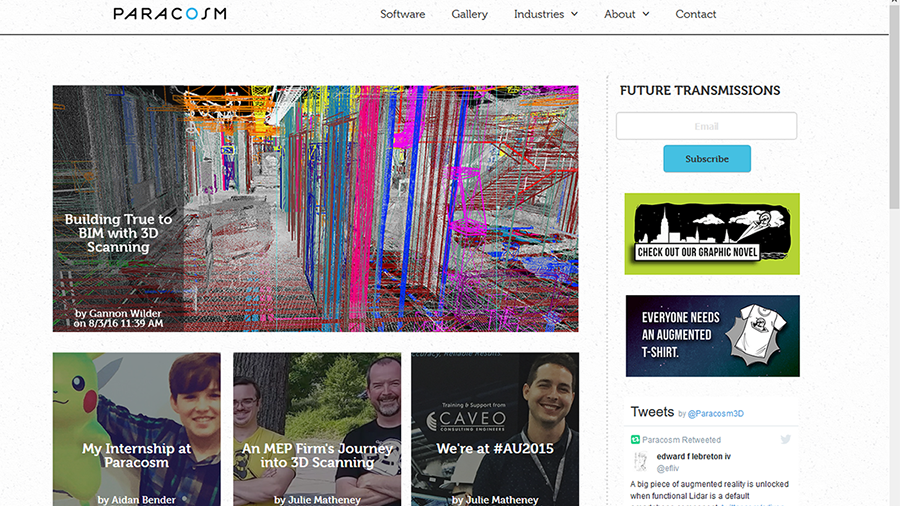 PARACOSM
Software Gallery Industries About Contact
Building True to
BIM with 3D
Scanning
by Gannon Wilder
on 8/3/16 11:39 AM
My Internship at
Paracosm
by Aidan Bender
An MEP Firm's Journey
into 3D Scanning
by Julie Matheney
Accuracy, Reliable Results.
Training & Support from
CAVEO
CONSULTING ENGINEERS
We're at #AU2015
by Julie Matheney
FUTURE TRANSMISSIONS
Email
Subscribe
CHECK OUT OUR GRAPHIC NOVEL
EVERYONE NEEDS
AN AUGMENTED
T-SHIRT.
Tweets by @Paracosm3D
Paracosm Retweeted
edward f lebreton iv
@efliv
A big piece of augmented reality is unlocked
when functional Lidar is a default